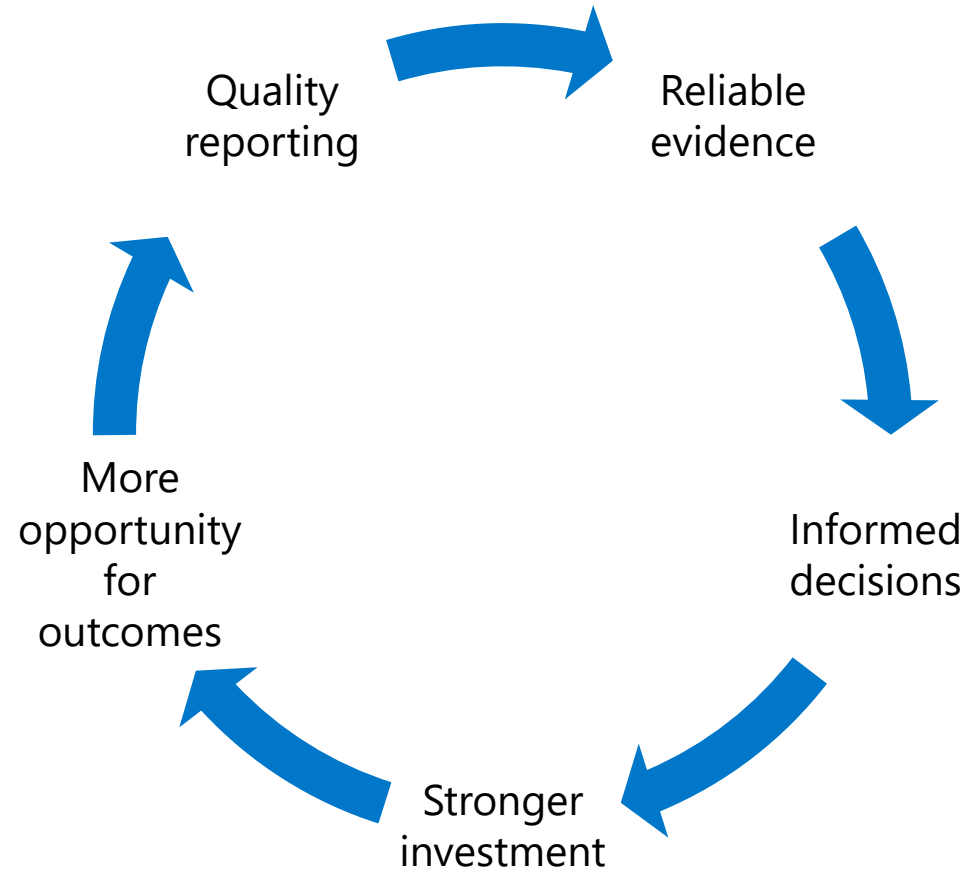 Quality
reporting
Reliable
evidence
Informed
decisions
Stronger
investment
More
opportunity
for
outcomes